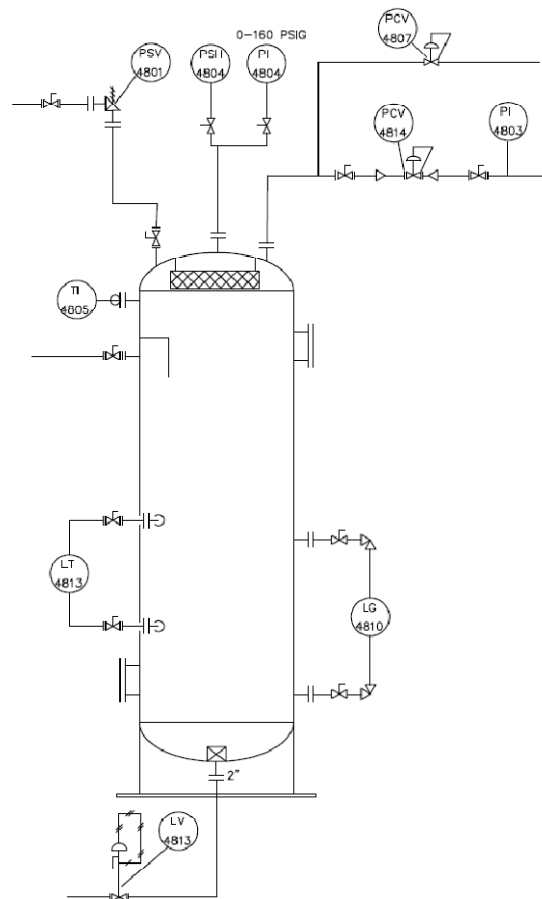 0-160 PSIG
PCV
4807
PSV
4801
PSH
4804
PI
4804
PCV
4814
PI
4803
TI
4805
LT
4813
LG
4810
2"
LV
4813